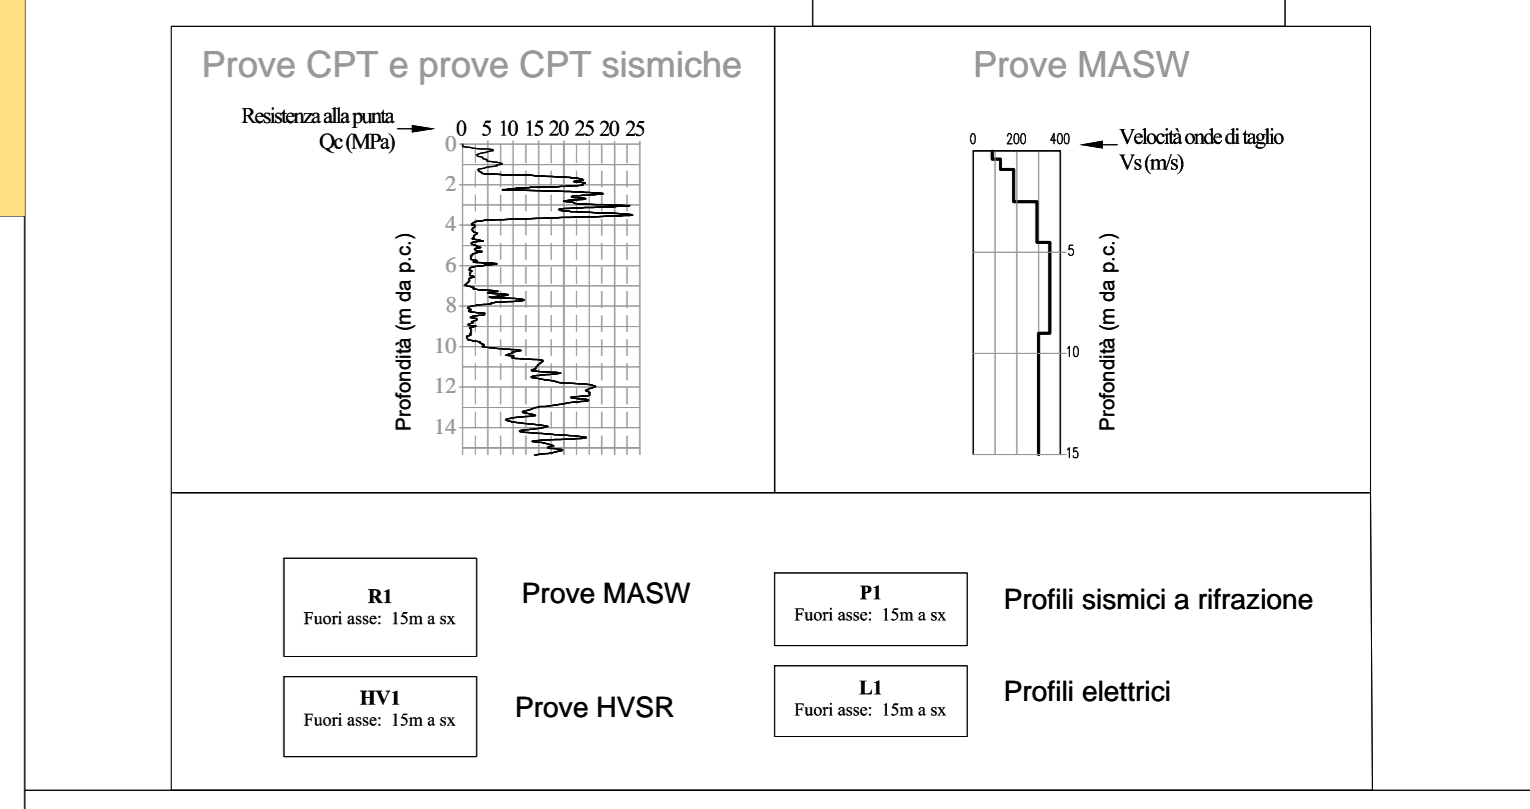 Prove CPT e prove CPT sismiche
Resistenza alla punta
Qc (MPa)
0 5 10 15 20 25 20 25
0
2
4
6
8
10
12
14
Profondità (m da p.c.)
Prove MASW
0 200 400
Velocità onde di taglio
Vs (m/s)
5
10
15
Profondità (m da p.c.)
R1
Fuori asse: 15m a sx
Prove MASW
HV1
Fuori asse: 15m a sx
Prove HVSR
P1
Fuori asse: 15m a sx
Profili sismici a rifrazione
L1
Fuori asse: 15m a sx
Profili elettrici